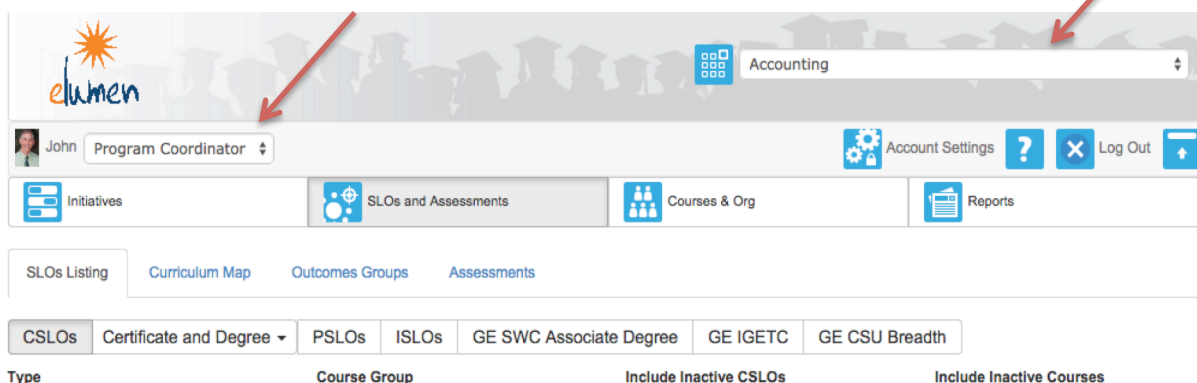 elumen
Accounting
John Program Coordinator Account Settings ? Log Out
Initiatives SLOs and Assessments Courses & Org Reports
SLOs Listing Curriculum Map Outcomes Groups Assessments
CSLOs Certificate and Degree PSLOs ISLOs GE SWC Associate Degree GE IGETC GE CSU Breadth
Type Course Group Include Inactive CSLOs Include Inactive Courses